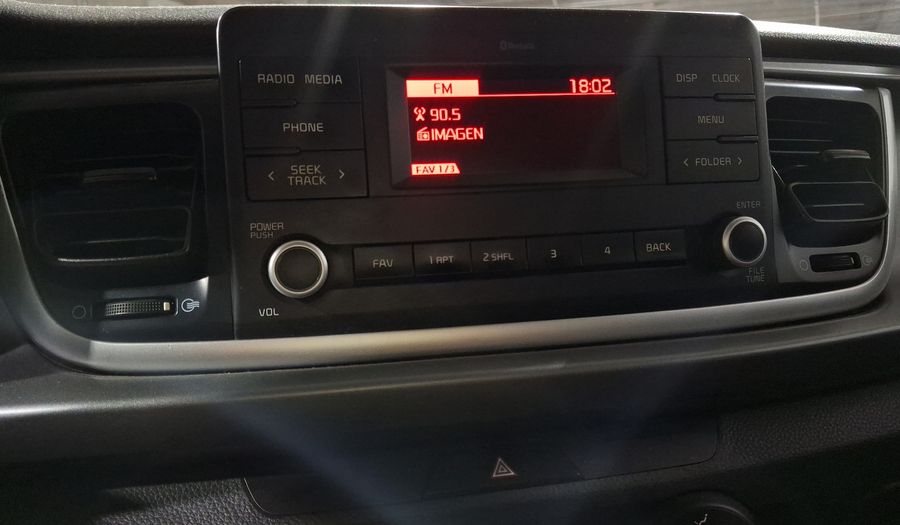 Bluetooth
RADIO MEDIA
PHONE
< SEEK >
TRACK
FM 18:02
90.5
IMAGEN
FAV 1/3
DISP CLOCK
MENU
< FOLDER >
POWER
PUSH
VOL
FAV
1 RPT
2 SHFL
3
4
BACK
ENTER
FILE
TUNE